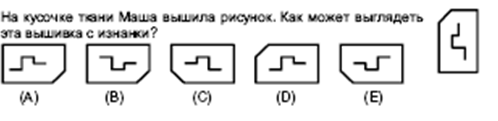 На кусочке ткани Маша вышила рисунок. Как может выглядеть
эта вышивка с изнанки?
(A) (B) (C) (D) (E)